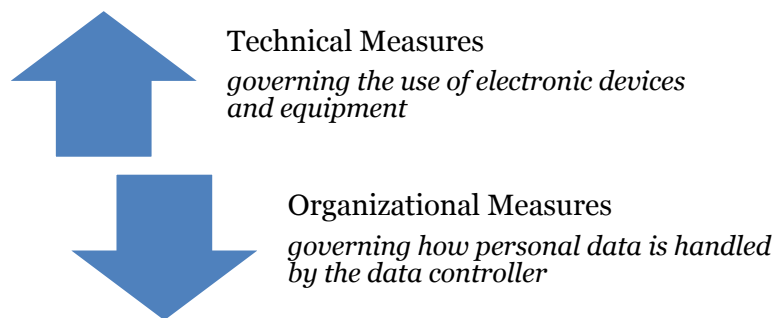 Technical Measures
governing the use of electronic devices
and equipment
Organizational Measures
governing how personal data is handled
by the data controller